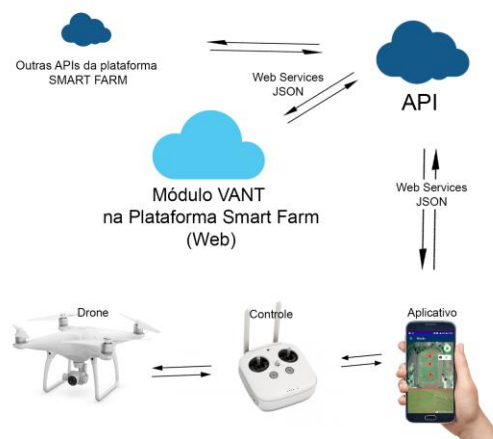 Outras APIs da plataforma
SMART FARM
Web Services
JSON
API
Módulo VANT
na Plataforma Smart Farm
(Web)
Web Services
JSON
Drone
Controle
Aplicativo